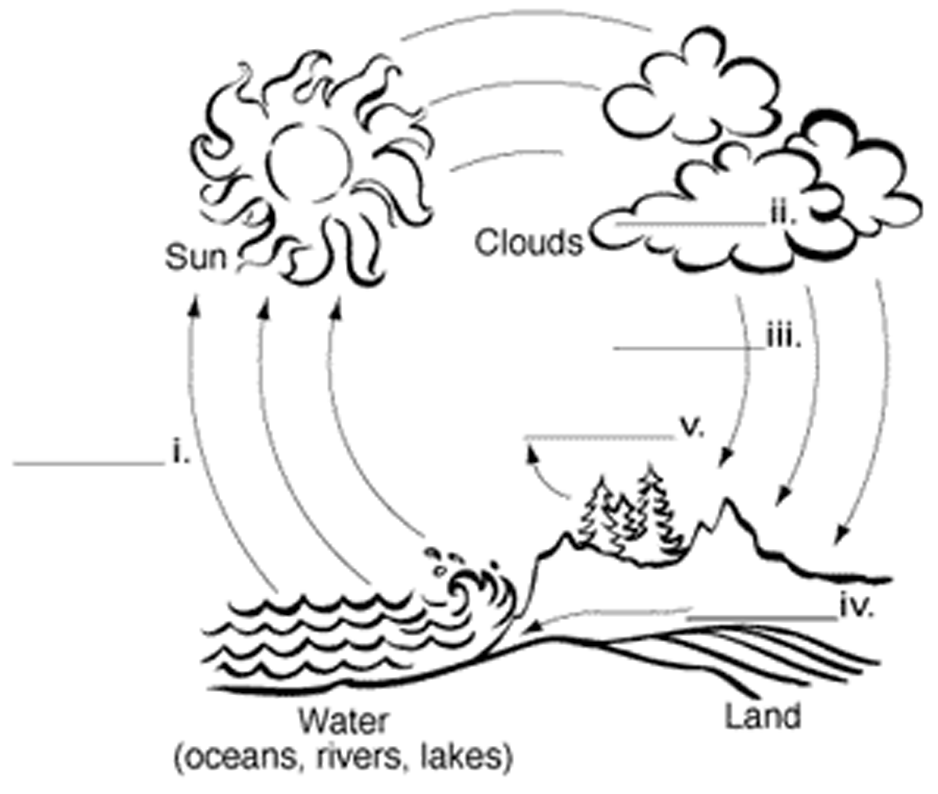 ii.
Clouds
Sun
iii.
v.
i.
iv.
Water
(oceans, rivers, lakes)
Land